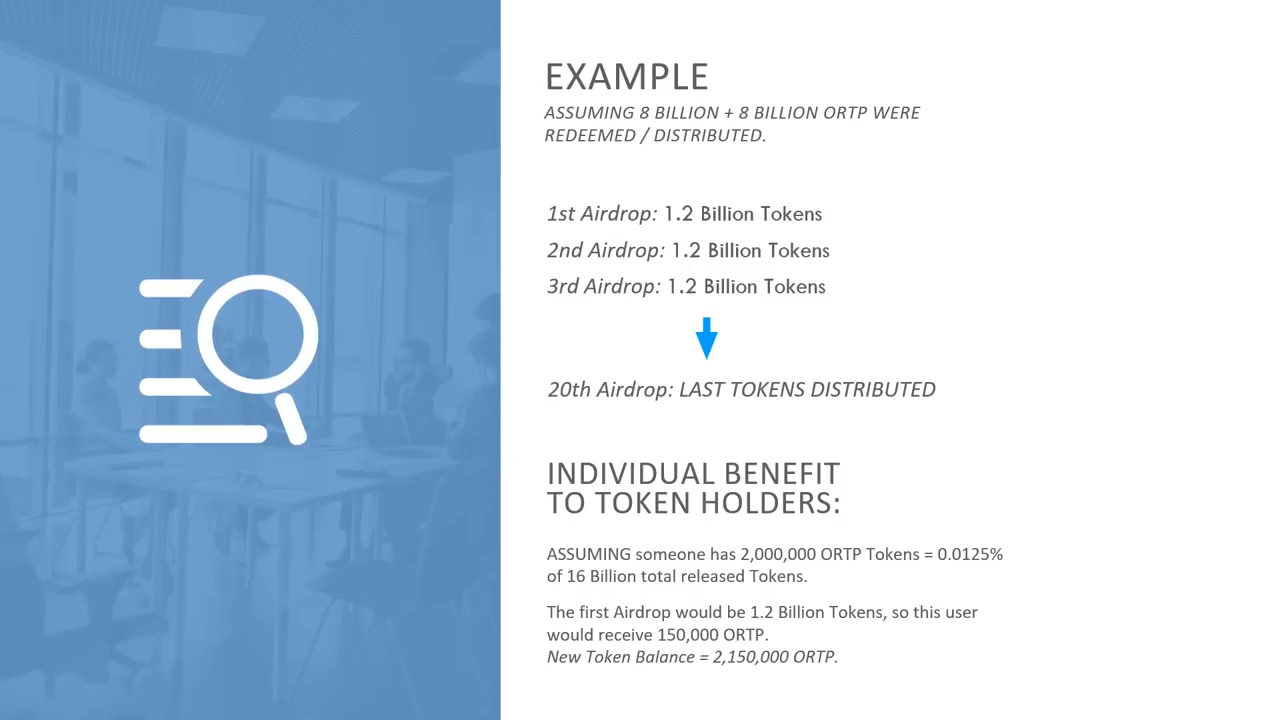 EXAMPLE
ASSUMING 8 BILLION + 8 BILLION ORTP WERE
REDEEMED / DISTRIBUTED.
1st Airdrop: 1.2 Billion Tokens
2nd Airdrop: 1.2 Billion Tokens
3rd Airdrop: 1.2 Billion Tokens
20th Airdrop: LAST TOKENS DISTRIBUTED
INDIVIDUAL BENEFIT
TO TOKEN HOLDERS:
ASSUMING someone has 2,000,000 ORTP Tokens = 0.0125%
of 16 Billion total released Tokens.
The first Airdrop would be 1.2 Billion Tokens, so this user
would receive 150,000 ORTP.
New Token Balance = 2,150,000 ORTP.